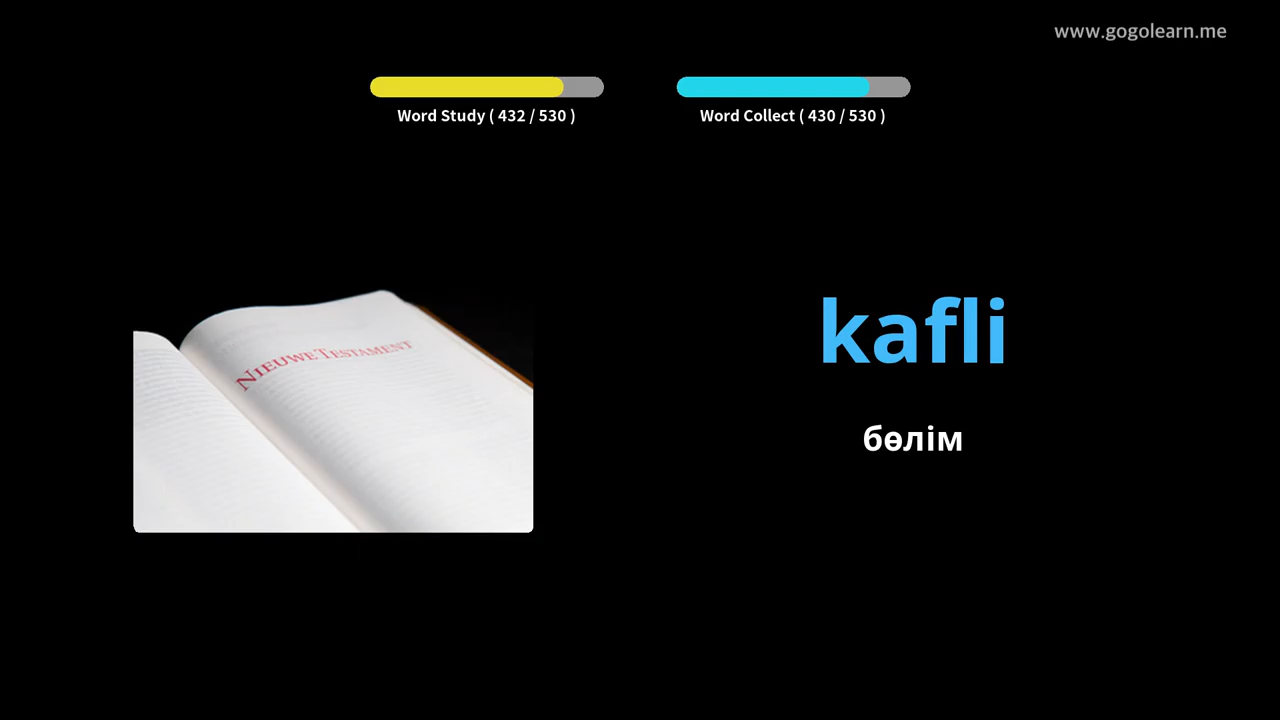 www.gogolearn.me
Word Study ( 432 / 530 )
Word Collect ( 430 / 530 )
NIEUWE TESTAMENT
kafli
бөлім